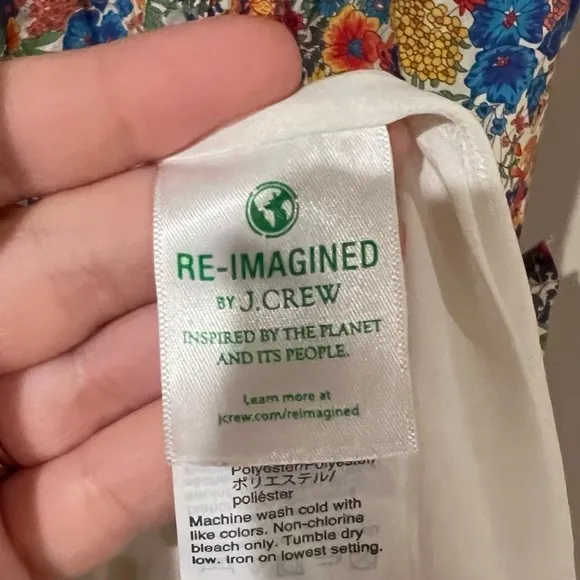 RE-IMAGINED
BY J.CREW
INSPIRED BY THE PLANET
AND ITS PEOPLE.
Learn more at
jcrew.com/reimagined
Polyester/Polyester/
ポリエステル/
poliéster
Machine wash cold with
like colors. Non-chlorine
bleach only. Tumble dry
low. Iron on lowest setting.